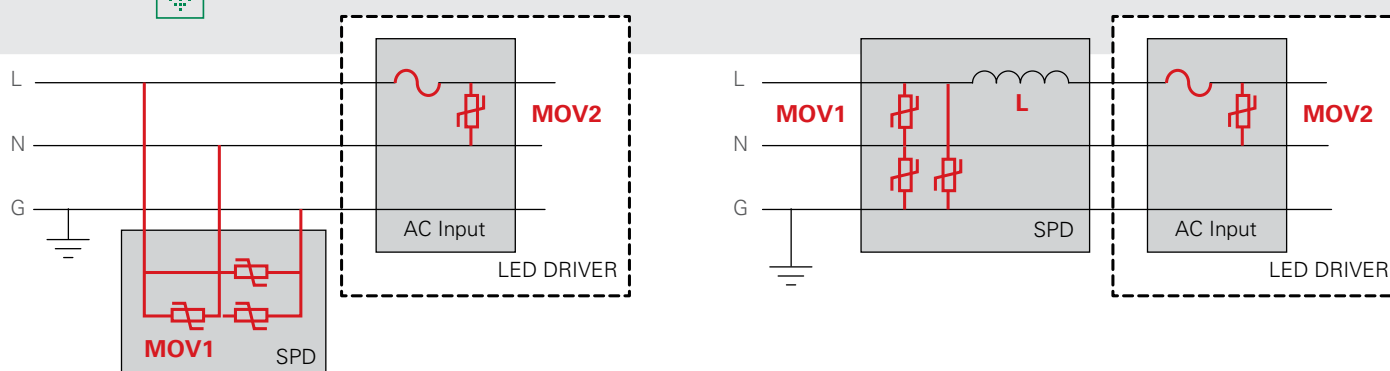 L
N
G
MOV2
AC Input
LED DRIVER
MOV1
SPD
L
N
G
MOV1
L
SPD
MOV2
AC Input
LED DRIVER